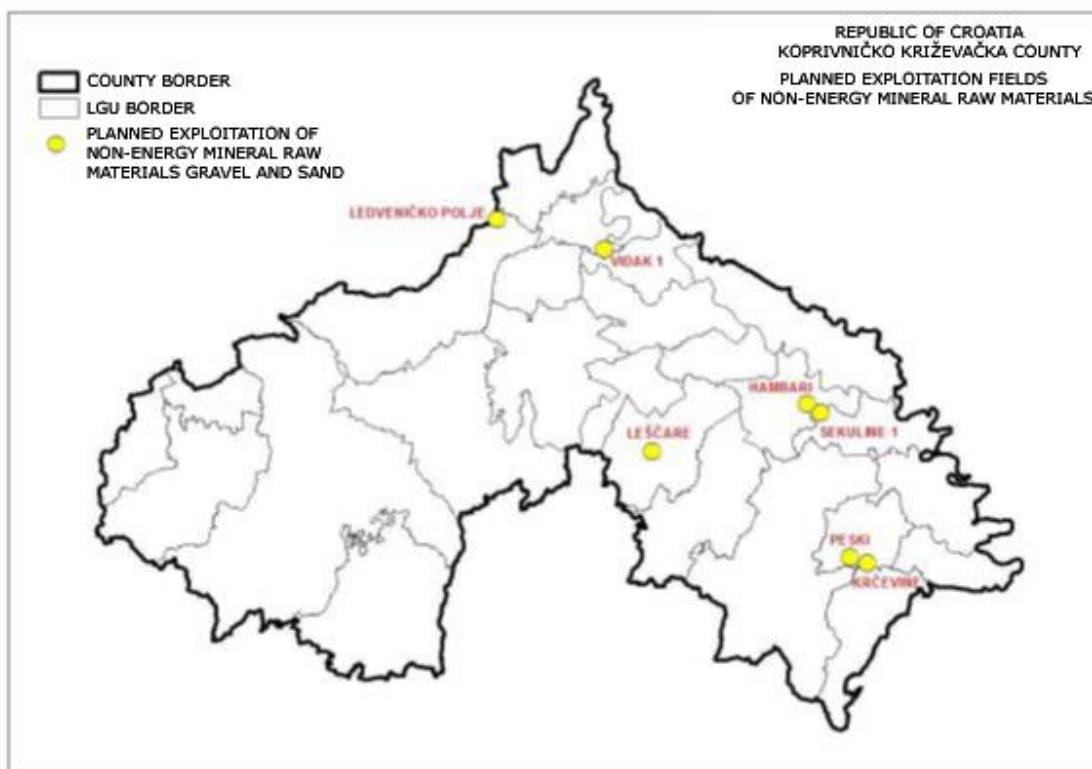 REPUBLIC OF CROATIA
KOPRIVNIČKO KRIŽEVAČKA COUNTY
PLANNED EXPLOITATION FIELDS
OF NON-ENERGY MINERAL RAW MATERIALS
COUNTY BORDER
LGU BORDER
PLANNED EXPLOITATION OF
NON-ENERGY MINERAL RAW
MATERIALS GRAVEL AND SAND
LEDVENIČKO POLJE
VIDAK 1
HAMBARI
SEKULINE 1
LEŠČARE
PESKI
KRČEVINE